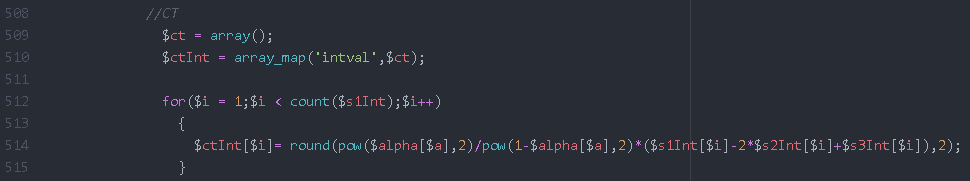 508 //CT
509 $ct = array();
510 $ctInt = array_map('intval',$ct);
511
512 for($i = 1;$i < count($s1Int);$i++)
513 {
514 $ctInt[$i]= round(pow($alpha[$a],2)/pow(1-$alpha[$a],2)*($s1Int[$i]-2*$s2Int[$i]+$s3Int[$i]),2);
515 }